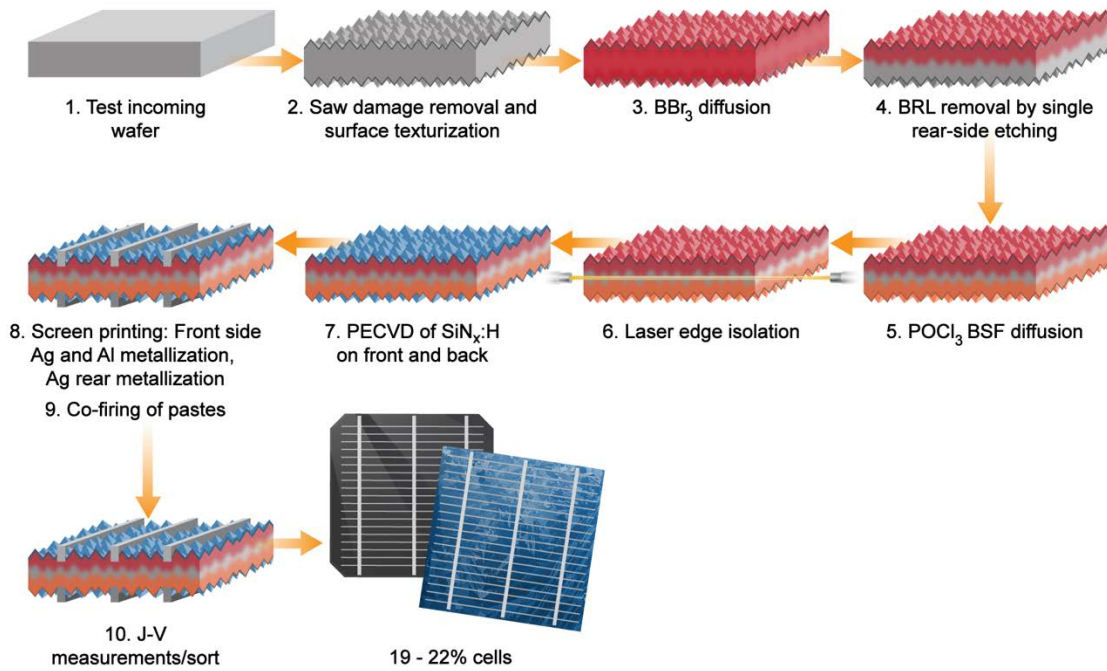 1. Test incoming
wafer
2. Saw damage removal and
surface texturization
3. BBr₃ diffusion
4. BRL removal by single
rear-side etching
8. Screen printing: Front side
Ag and Al metallization,
Ag rear metallization
7. PECVD of SiNₓ:H
on front and back
6. Laser edge isolation
5. POCl₃ BSF diffusion
9. Co-firing of pastes
10. J-V
measurements/sort
19 - 22% cells